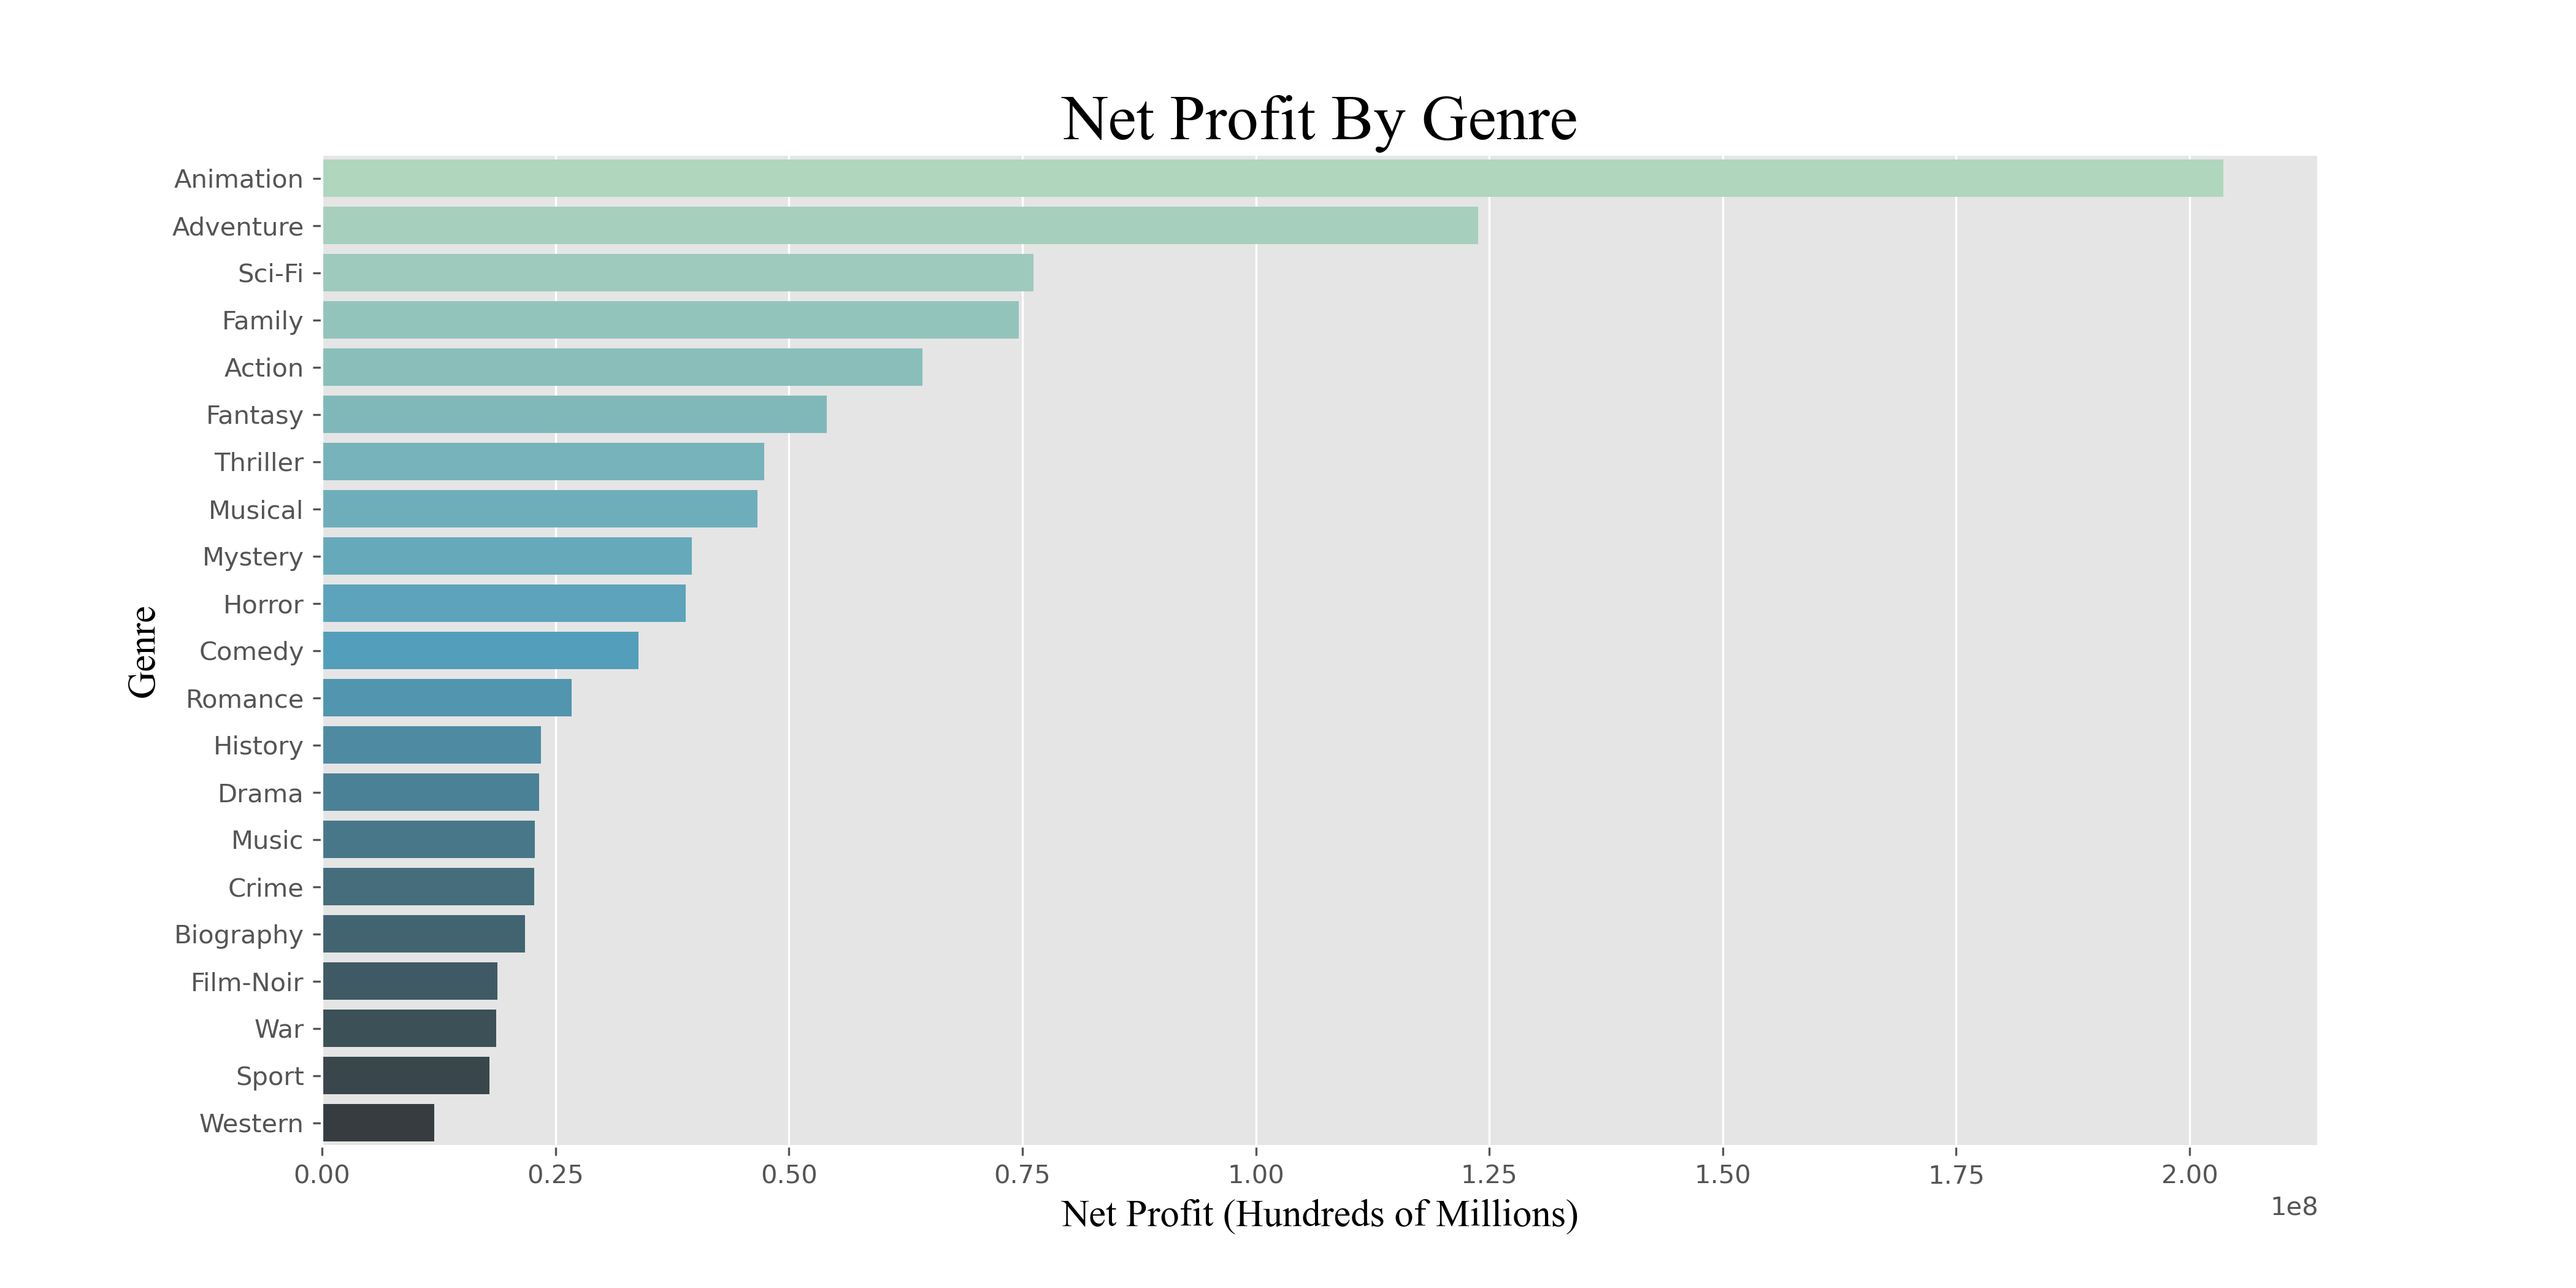 Net Profit By Genre
Animation
Adventure
Sci-Fi
Family
Action
Fantasy
Thriller
Musical
Mystery
Horror
Comedy
Romance
History
Drama
Music
Crime
Biography
Film-Noir
War
Sport
Western
Genre
0.00 0.25 0.50 0.75 1.00 1.25 1.50 1.75 2.00
1e8
Net Profit (Hundreds of Millions)